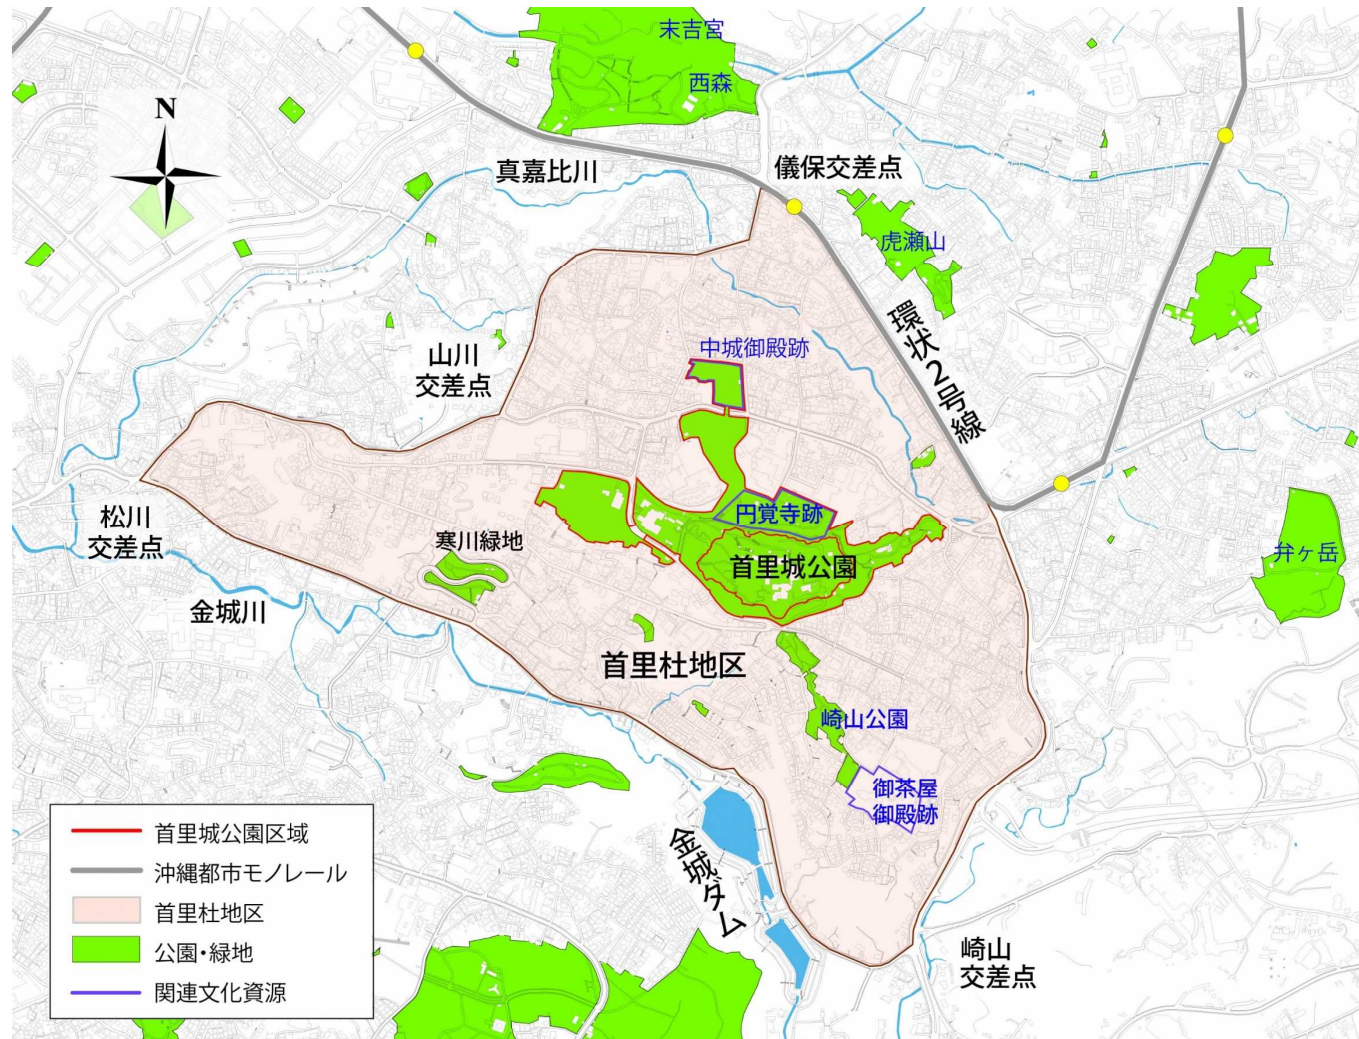 末吉宮
西森
N
真嘉比川
儀保交差点
虎瀬山
環状2号線
中城御殿跡
山川
交差点
松川
交差点
円覚寺跡
寒川緑地
首里城公園
弁ヶ岳
金城川
首里杜地区
崎山公園
御茶屋
御殿跡
金城ダム
崎山
交差点
首里城公園区域
沖縄都市モノレール
首里杜地区
公園・緑地
関連文化資源